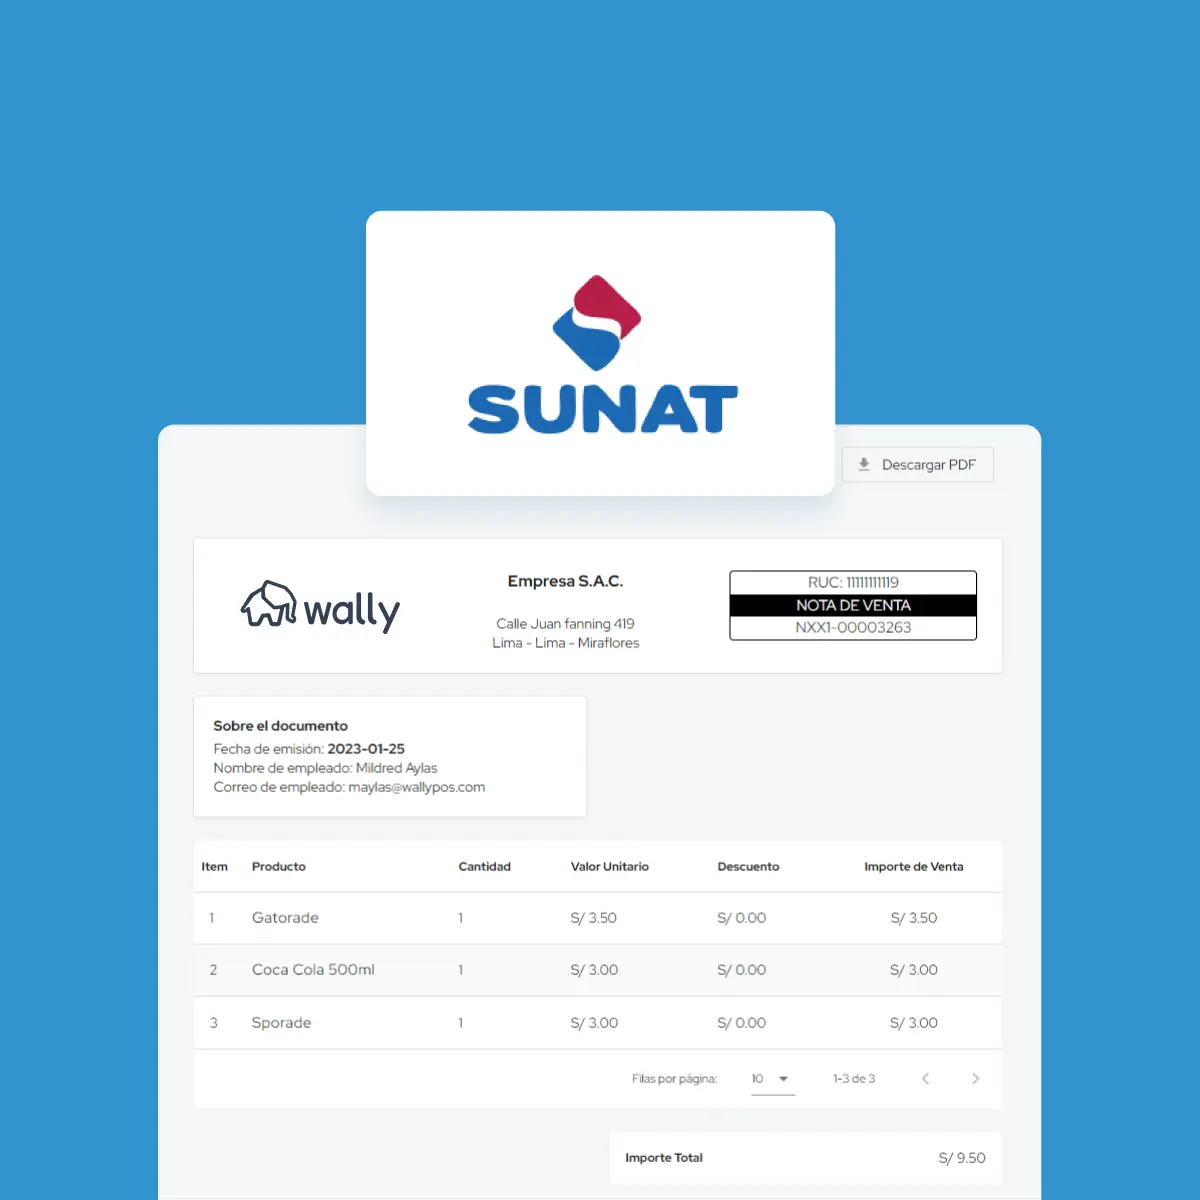 SUNAT
Descargar PDF
wally
Empresa S.A.C.
Calle Juan fanning 419
Lima - Lima - Miraflores
RUC: 11111111119
NOTA DE VENTA
NXX1-00003263
Sobre el documento
Fecha de emisión: 2023-01-25
Nombre de empleado: Mildred Aylas
Correo de empleado: maylas@wallypos.com
Item Producto Cantidad Valor Unitario Descuento Importe de Venta
1 Gatorade 1 S/ 3.50 S/ 0.00 S/ 3.50
2 Coca Cola 500ml 1 S/ 3.00 S/ 0.00 S/ 3.00
3 Sporade 1 S/ 3.00 S/ 0.00 S/ 3.00
Filas por página: 10 1-3 de 3
Importe Total S/ 9.50